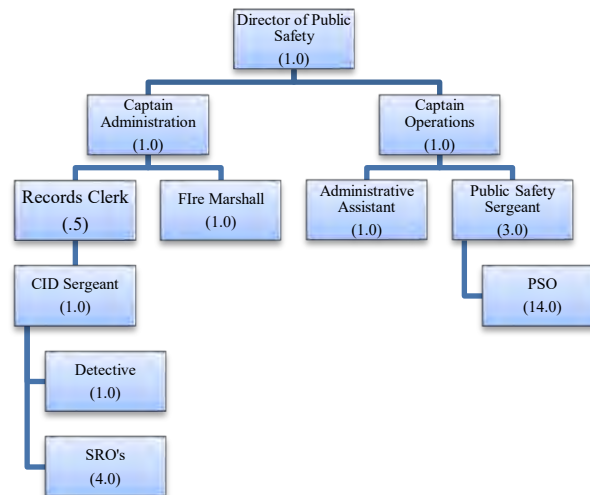 Director of Public
Safety
(1.0)
Captain
Administration
(1.0)
Captain
Operations
(1.0)
Records Clerk
(.5)
FIre Marshall
(1.0)
Administrative
Assistant
(1.0)
Public Safety
Sergeant
(3.0)
CID Sergeant
(1.0)
PSO
(14.0)
Detective
(1.0)
SRO's
(4.0)